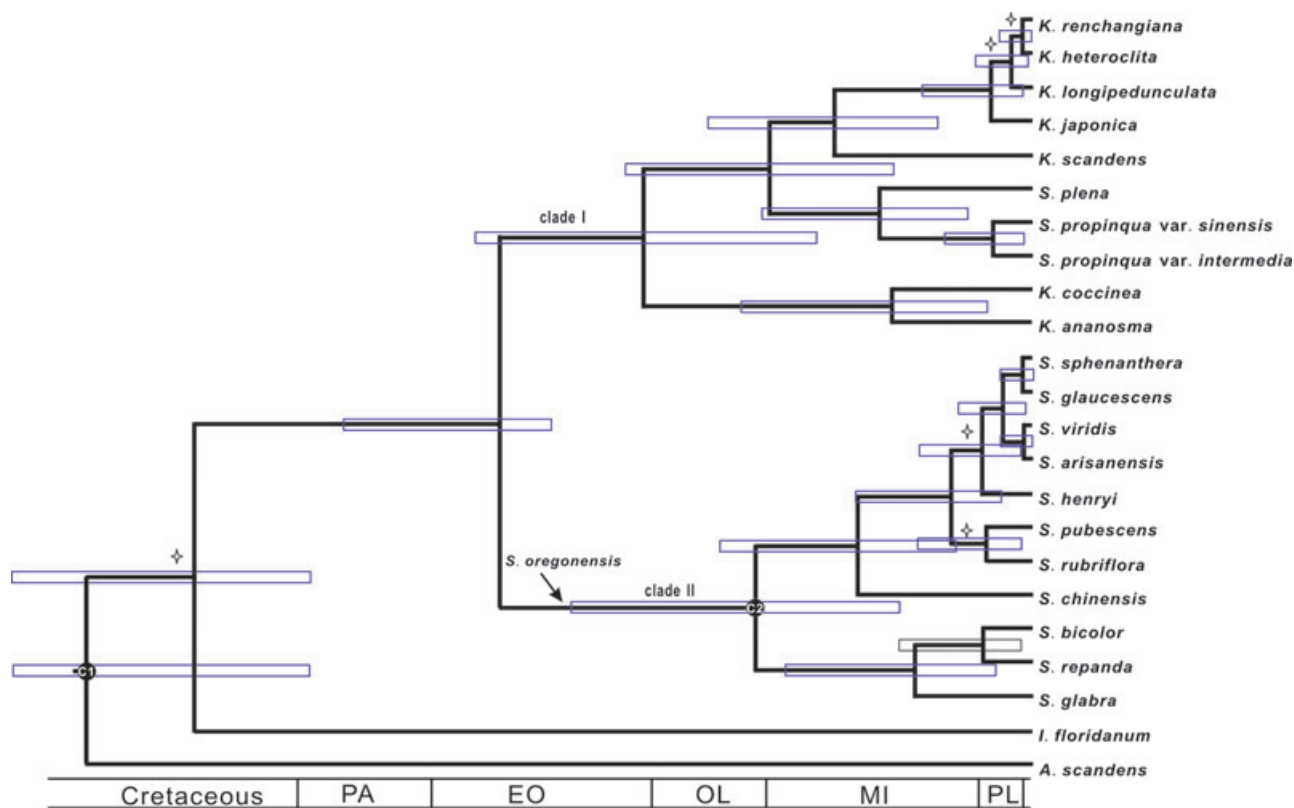 K. renchangiana
K. heteroclita
K. longipedunculata
K. japonica
K. scandens
S. plena
clade I
S. propinqua var. sinensis
S. propinqua var. intermedia
K. coccinea
K. ananosma
S. sphenanthera
S. glaucescens
S. viridis
S. arisanensis
S. henryi
S. pubescens
S. oregonensis
S. rubriflora
clade II
S. chinensis
C2
S. bicolor
S. repanda
C1
S. glabra
I. floridanum
A. scandens
Cretaceous PA EO OL MI PL